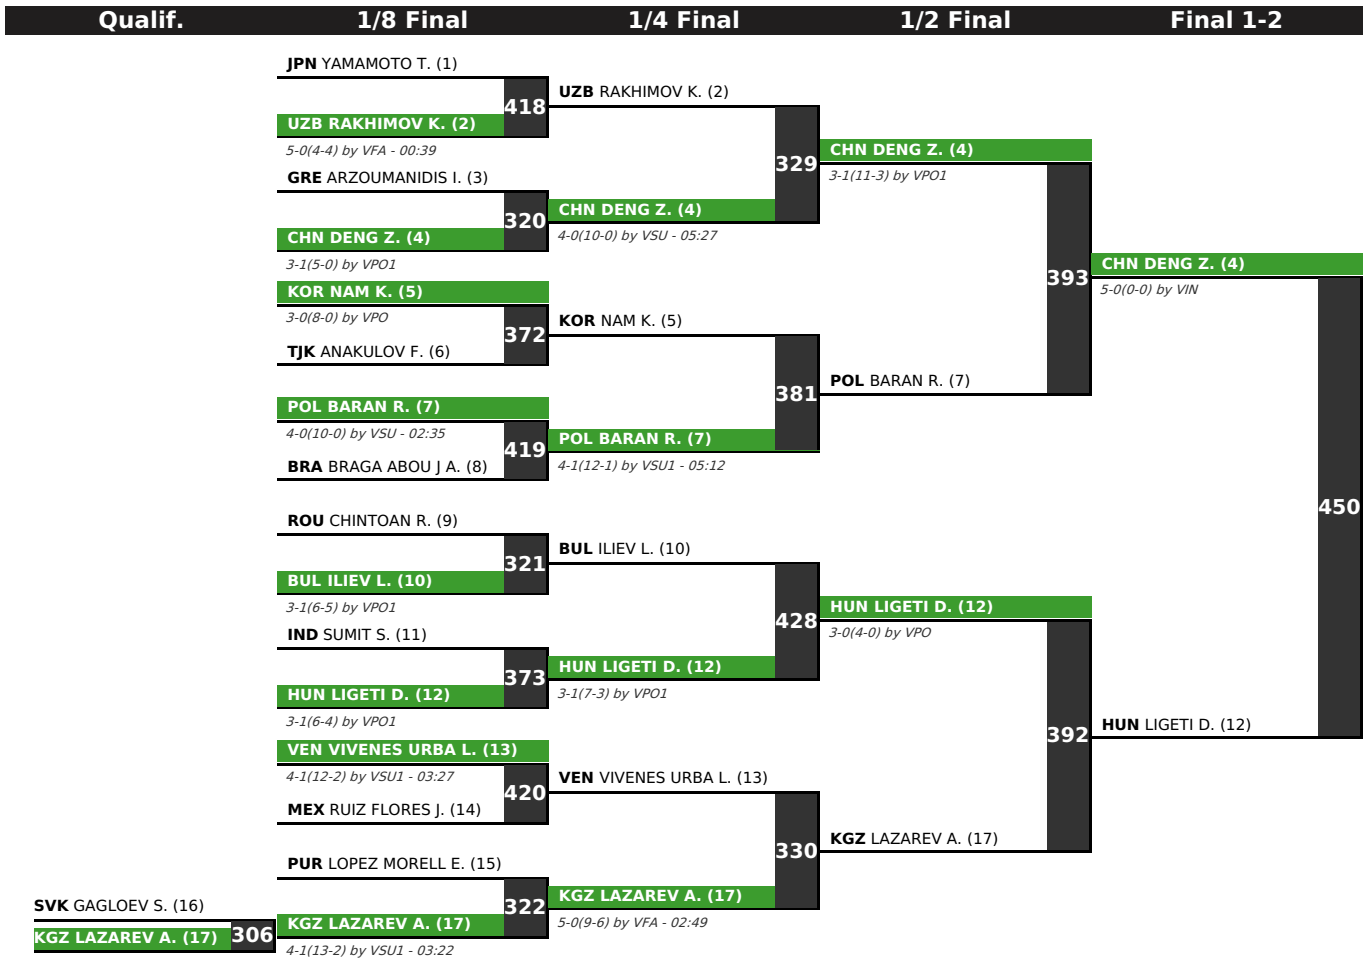 Qualif. 1/8 Final 1/4 Final 1/2 Final Final 1-2
JPN YAMAMOTO T. (1)
418
UZB RAKHIMOV K. (2)
5-0(4-4) by VFA - 00:39
GRE ARZOUMANIDIS I. (3)
320
CHN DENG Z. (4)
3-1(5-0) by VPO1
KOR NAM K. (5)
3-0(8-0) by VPO
372
TJK ANAKULOV F. (6)
POL BARAN R. (7)
4-0(10-0) by VSU - 02:35
419
BRA BRAGA ABOU J A. (8)
ROU CHINTOAN R. (9)
321
BUL ILIEV L. (10)
3-1(6-5) by VPO1
IND SUMIT S. (11)
373
HUN LIGETI D. (12)
3-1(6-4) by VPO1
VEN VIVENES URBA L. (13)
4-1(12-2) by VSU1 - 03:27
420
MEX RUIZ FLORES J. (14)
PUR LOPEZ MORELL E. (15)
322
SVK GAGLOEV S. (16)
KGZ LAZAREV A. (17)
306
KGZ LAZAREV A. (17)
4-1(13-2) by VSU1 - 03:22
UZB RAKHIMOV K. (2)
329
CHN DENG Z. (4)
4-0(10-0) by VSU - 05:27
KOR NAM K. (5)
381
POL BARAN R. (7)
4-1(12-1) by VSU1 - 05:12
BUL ILIEV L. (10)
428
HUN LIGETI D. (12)
3-1(7-3) by VPO1
VEN VIVENES URBA L. (13)
330
KGZ LAZAREV A. (17)
5-0(9-6) by VFA - 02:49
CHN DENG Z. (4)
3-1(11-3) by VPO1
393
POL BARAN R. (7)
HUN LIGETI D. (12)
3-0(4-0) by VPO
392
KGZ LAZAREV A. (17)
CHN DENG Z. (4)
5-0(0-0) by VIN
450
HUN LIGETI D. (12)